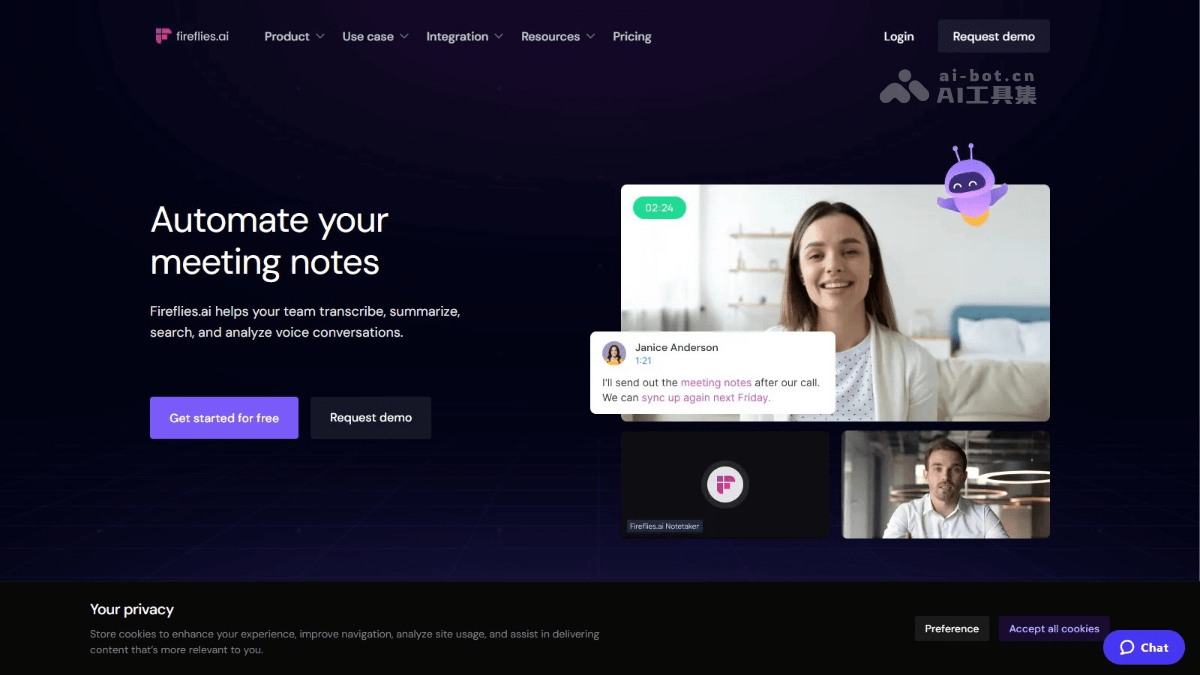 fireflies.ai
Product
Use case
Integration
Resources
Pricing
Login
Request demo
ai-bot.cn
AI工具集
Automate your
meeting notes
Fireflies.ai helps your team transcribe, summarize,
search, and analyze voice conversations.
Get started for free
Request demo
02:24
Janice Anderson
1:21
I'll send out the meeting notes after our call.
We can sync up again next Friday.
Fireflies.ai Notetaker
Your privacy
Store cookies to enhance your experience, improve navigation, analyze site usage, and assist in delivering
content that's more relevant to you.
Preference
Accept all cookies
Chat